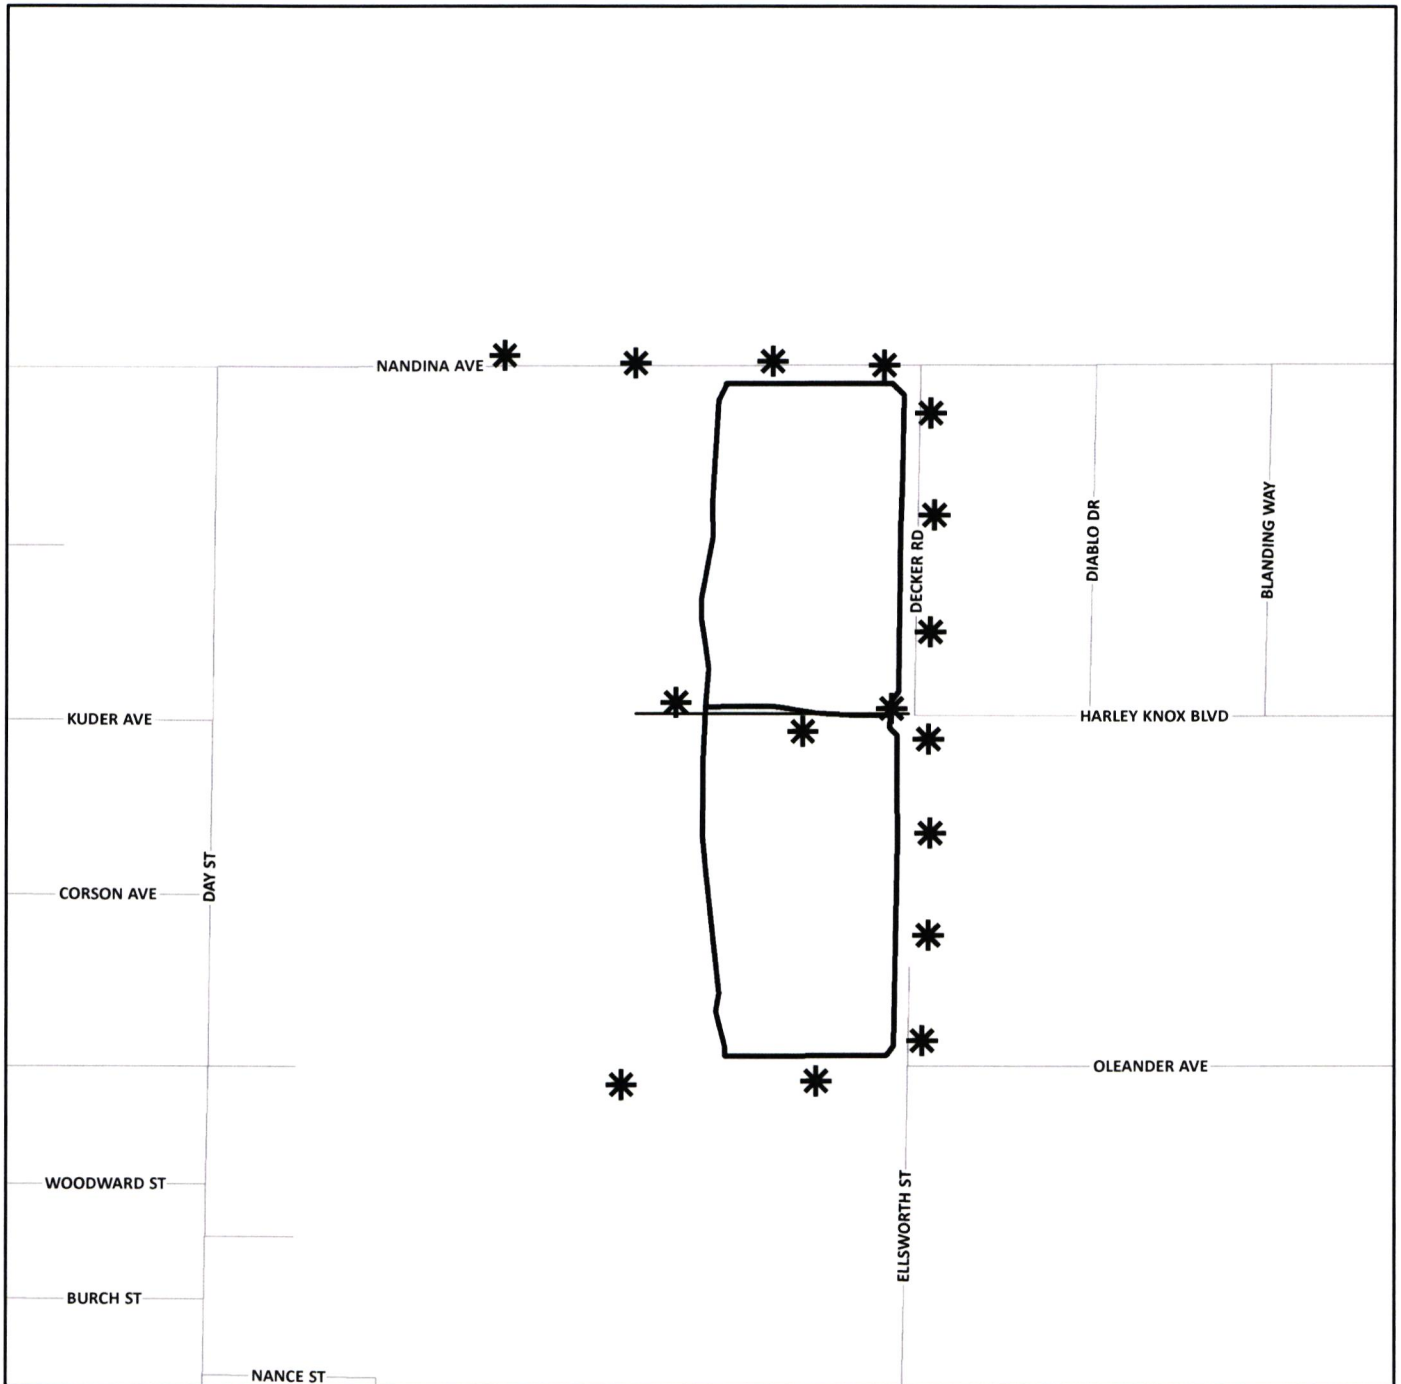 NANDINA AVE
DECKER RD
DIABLO DR
BLANDING WAY
KUDER AVE
HARLEY KNOX BLVD
DAY ST
CORSON AVE
OLEANDER AVE
WOODWARD ST
ELLSWORTH ST
BURCH ST
NANCE ST